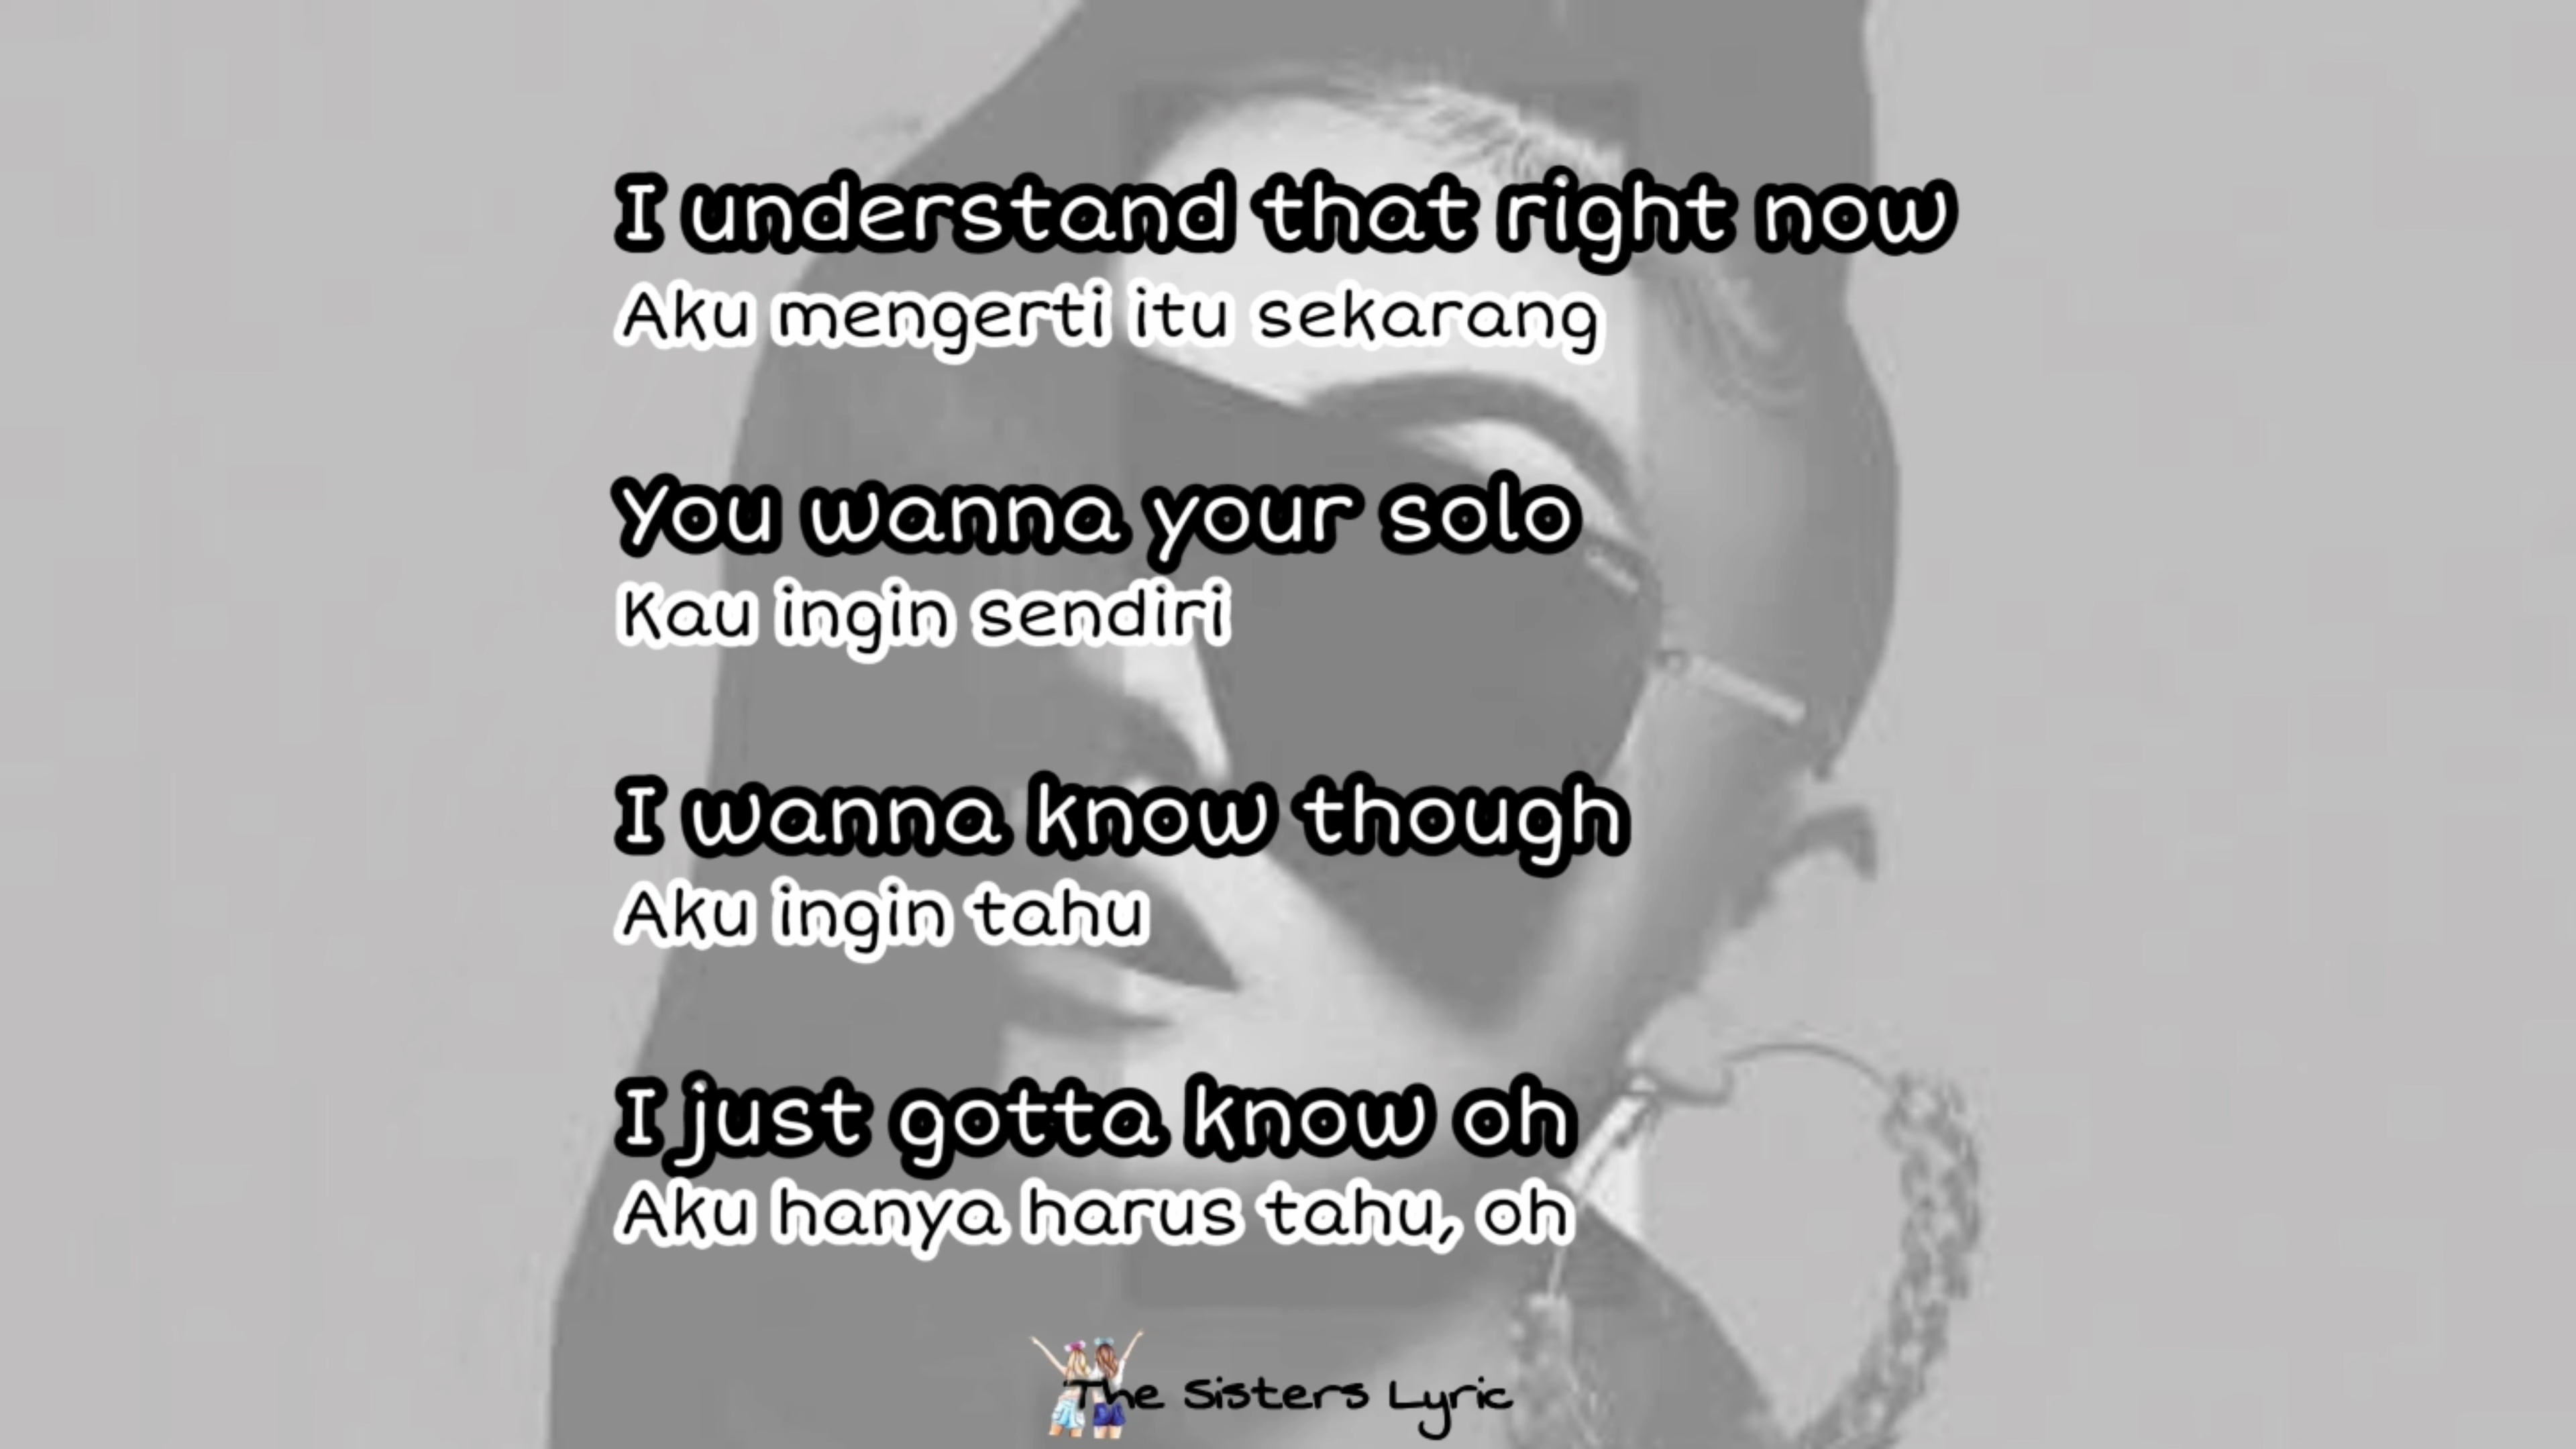 I understand that right now
Aku mengerti itu sekarang
You wanna your solo
Kau ingin sendiri
I wanna know though
Aku ingin tahu
I just gotta know oh
Aku hanya harus tahu, oh
The Sisters Lyric